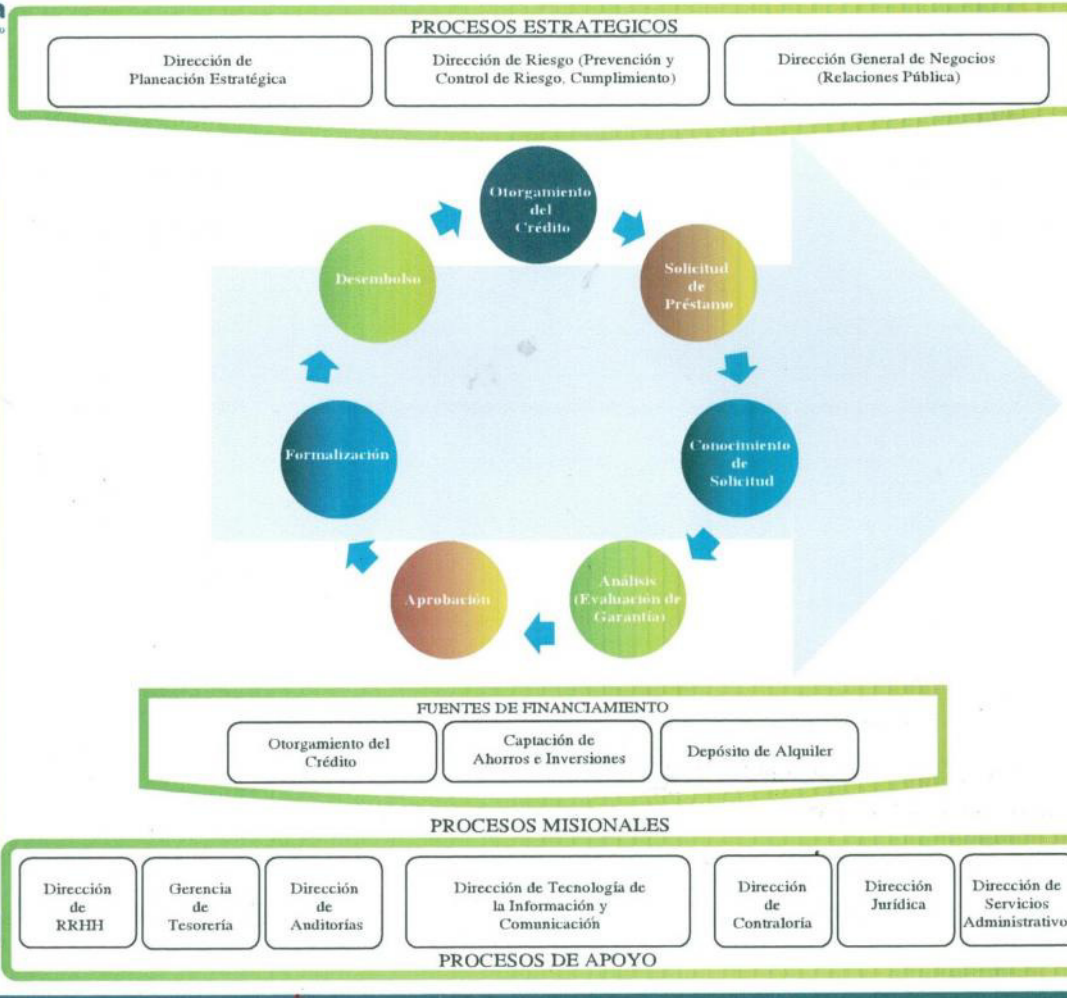 PROCESOS ESTRATEGICOS
Dirección de
Planeación Estratégica
Dirección de Riesgo (Prevención y
Control de Riesgo, Cumplimiento)
Dirección General de Negocios
(Relaciones Pública)
Otorgamiento
del
Crédito
Solicitud
de
Préstamo
Conocimiento
de
Solicitud
Análisis
(Evaluación de
Garantía)
Aprobación
Formalización
Desembolso
FUENTES DE FINANCIAMIENTO
Otorgamiento del
Crédito
Captación de
Ahorros e Inversiones
Depósito de Alquiler
PROCESOS MISIONALES
Dirección
de
RRHH
Gerencia
de
Tesorería
Dirección
de
Auditorías
Dirección de Tecnología de
la Información y
Comunicación
Dirección
de
Contraloría
Dirección
Jurídica
Dirección de
Servicios
Administrativo
PROCESOS DE APOYO